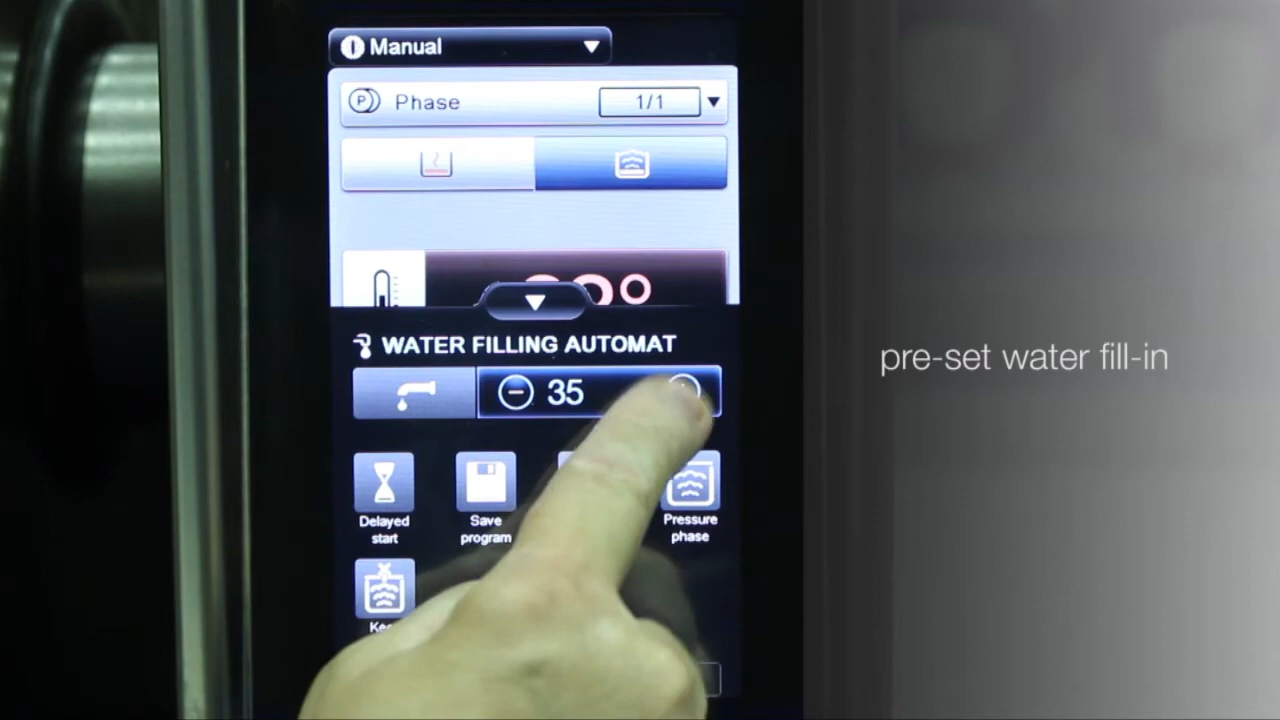 Manual
P Phase 1/1
WATER FILLING AUTOMAT
35
pre-set water fill-in
Delayed
start
Save
program
Pressure
phase